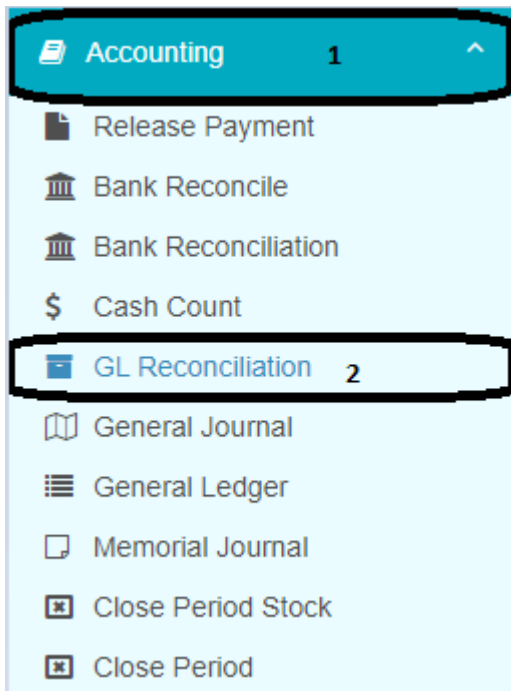 Accounting 1
Release Payment
Bank Reconcile
Bank Reconciliation
$ Cash Count
GL Reconciliation 2
General Journal
General Ledger
Memorial Journal
Close Period Stock
Close Period